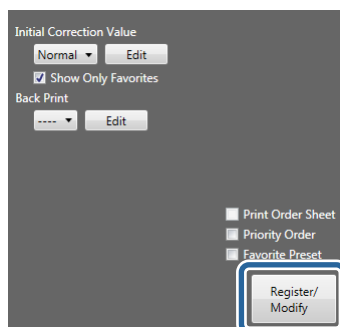 Initial Correction Value
Normal Edit
Show Only Favorites
Back Print
---- Edit
Print Order Sheet
Priority Order
Favorite Preset
Register/
Modify